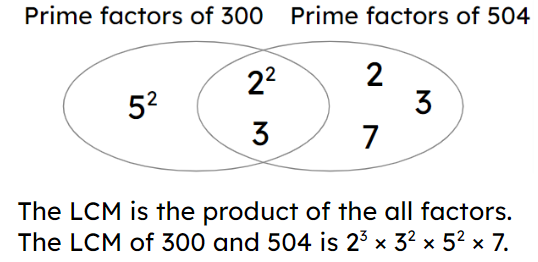 Prime factors of 300 Prime factors of 504
5² 2² 2 3
3 7
The LCM is the product of the all factors.
The LCM of 300 and 504 is 2³ × 3² × 5² × 7.